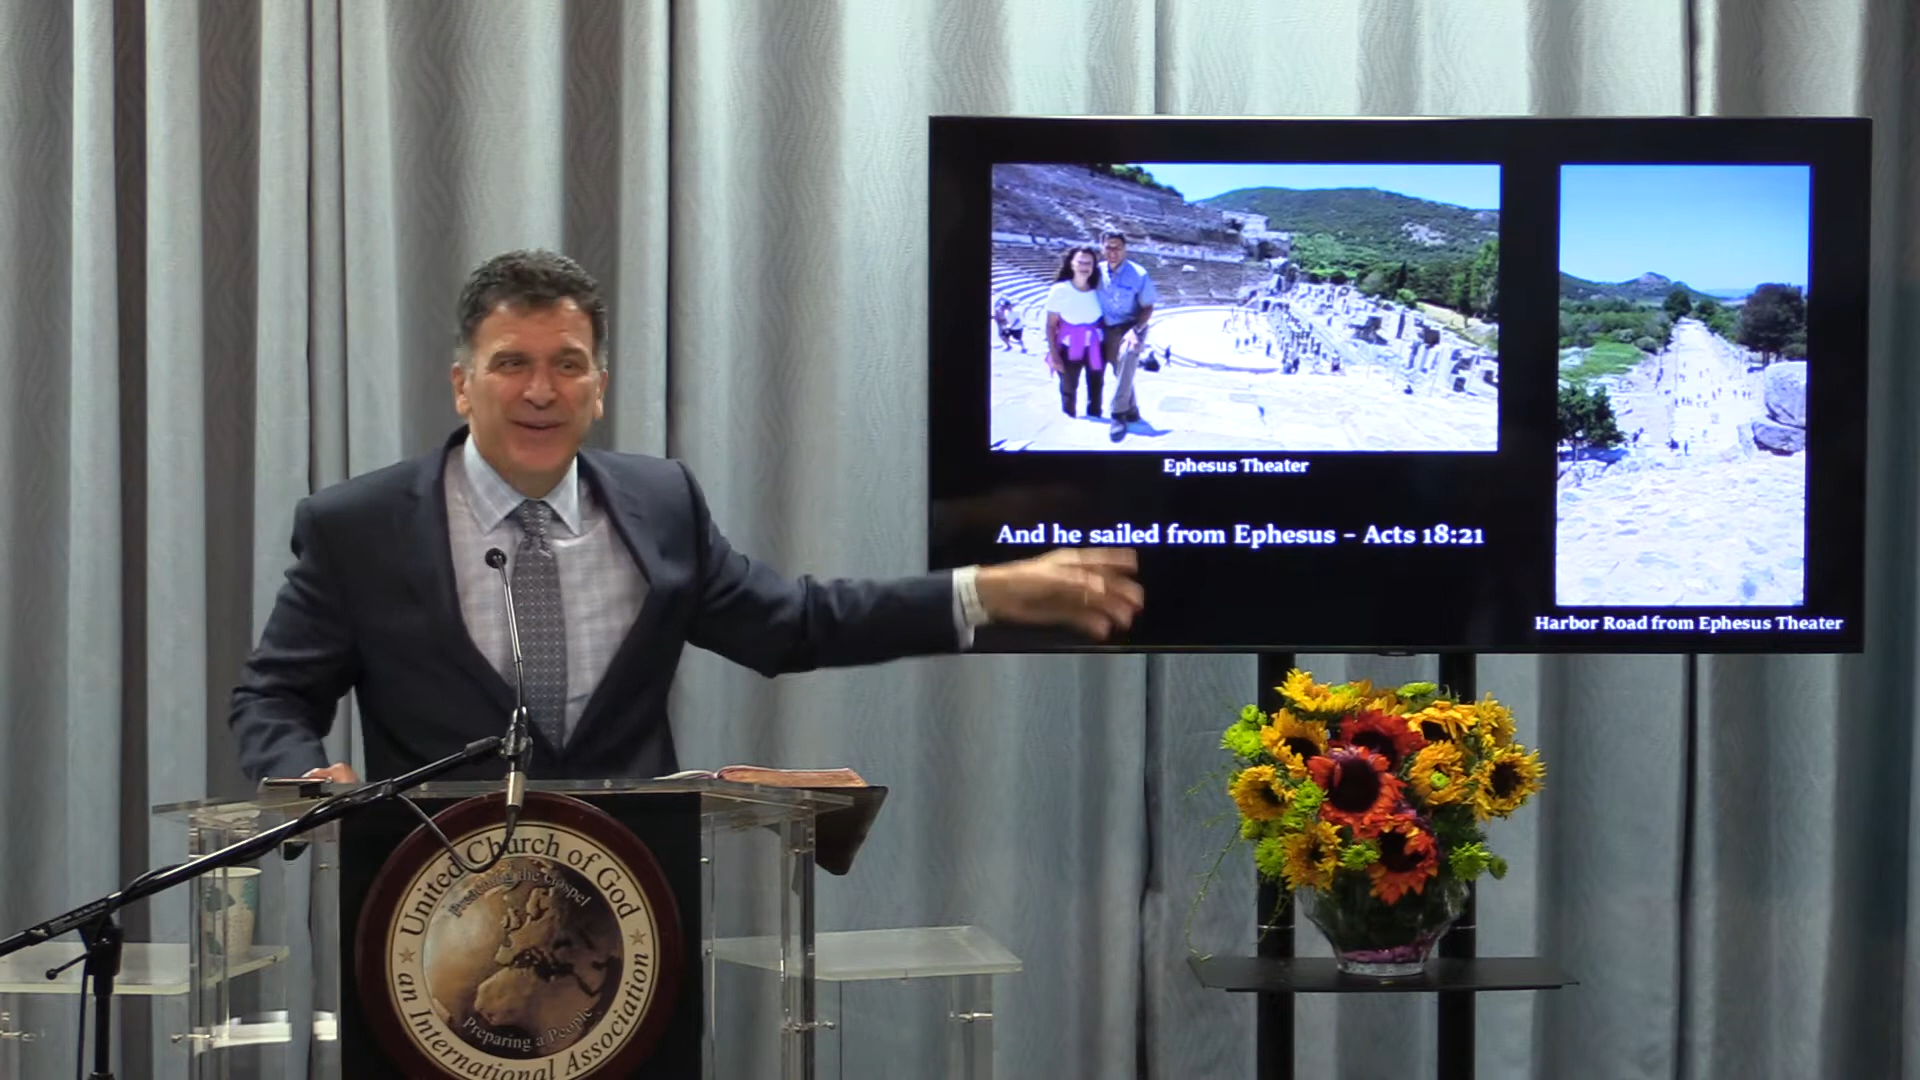 Ephesus Theater
And he sailed from Ephesus – Acts 18:21
Harbor Road from Ephesus Theater
United Church of God
Preaching the Gospel
Preparing a People
an International Association